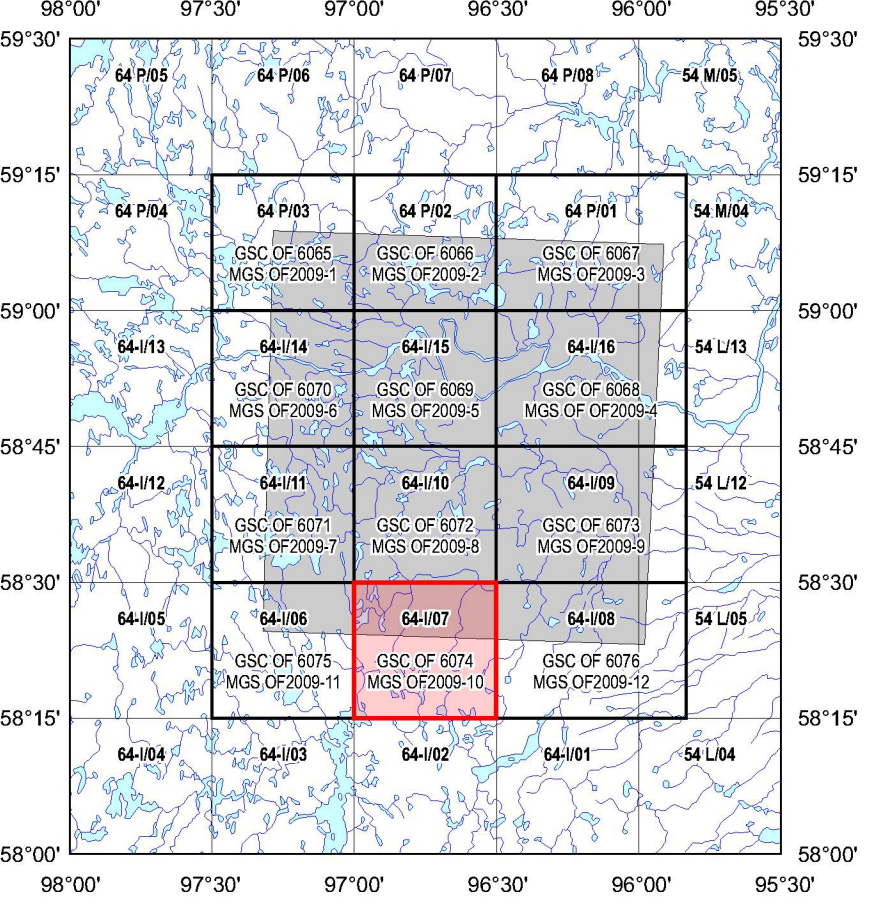 98°00' 97°30' 97°00' 96°30' 96°00' 95°30'
59°30' 59°30'
64 P/05 64 P/06 64 P/07 64 P/08 54 M/05
59°15' 59°15'
64 P/04 64 P/03 64 P/02 64 P/01 54 M/04
GSC OF 6065 GSC OF 6066 GSC OF 6067
MGS OF2009-1 MGS OF2009-2 MGS OF2009-3
59°00' 59°00'
64-I/13 64-I/14 64-I/15 64-I/16 54 L/13
GSC OF 6070 GSC OF 6069 GSC OF 6068
MGS OF2009-6 MGS OF2009-5 MGS OF OF2009-4
58°45' 58°45'
64-I/12 64-I/11 64-I/10 64-I/09 54 L/12
GSC OF 6071 GSC OF 6072 GSC OF 6073
MGS OF2009-7 MGS OF2009-8 MGS OF2009-9
58°30' 58°30'
64-I/05 64-I/06 64-I/07 64-I/08 54 L/05
GSC OF 6075 GSC OF 6074 GSC OF 6076
MGS OF2009-11 MGS OF2009-10 MGS OF2009-12
58°15' 58°15'
64-I/04 64-I/03 64-I/02 64-I/01 54 L/04
58°00' 58°00'
98°00' 97°30' 97°00' 96°30' 96°00' 95°30'